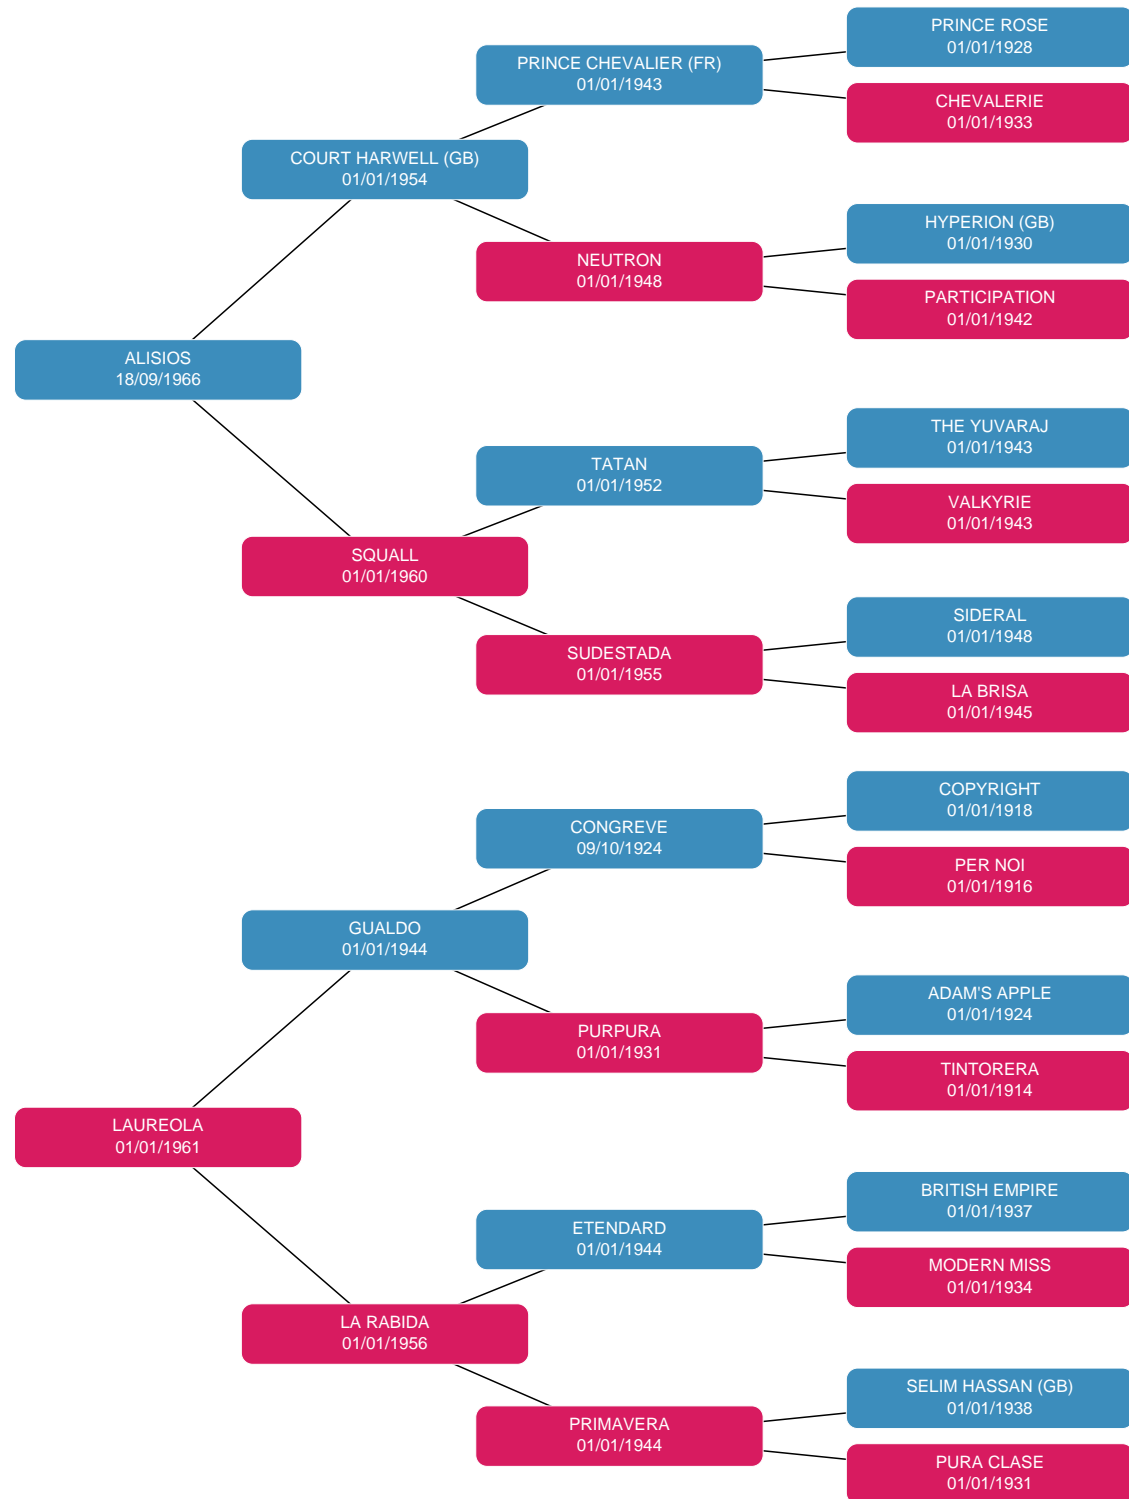 PRINCE ROSE
01/01/1928
PRINCE CHEVALIER (FR)
01/01/1943
CHEVALERIE
01/01/1933
COURT HARWELL (GB)
01/01/1954
HYPERION (GB)
01/01/1930
NEUTRON
01/01/1948
PARTICIPATION
01/01/1942
ALISIOS
18/09/1966
THE YUVARAJ
01/01/1943
TATAN
01/01/1952
VALKYRIE
01/01/1943
SQUALL
01/01/1960
SIDERAL
01/01/1948
SUDESTADA
01/01/1955
LA BRISA
01/01/1945
COPYRIGHT
01/01/1918
CONGREVE
09/10/1924
PER NOI
01/01/1916
GUALDO
01/01/1944
ADAM'S APPLE
01/01/1924
PURPURA
01/01/1931
TINTORERA
01/01/1914
LAUREOLA
01/01/1961
BRITISH EMPIRE
01/01/1937
ETENDARD
01/01/1944
MODERN MISS
01/01/1934
LA RABIDA
01/01/1956
SELIM HASSAN (GB)
01/01/1938
PRIMAVERA
01/01/1944
PURA CLASE
01/01/1931